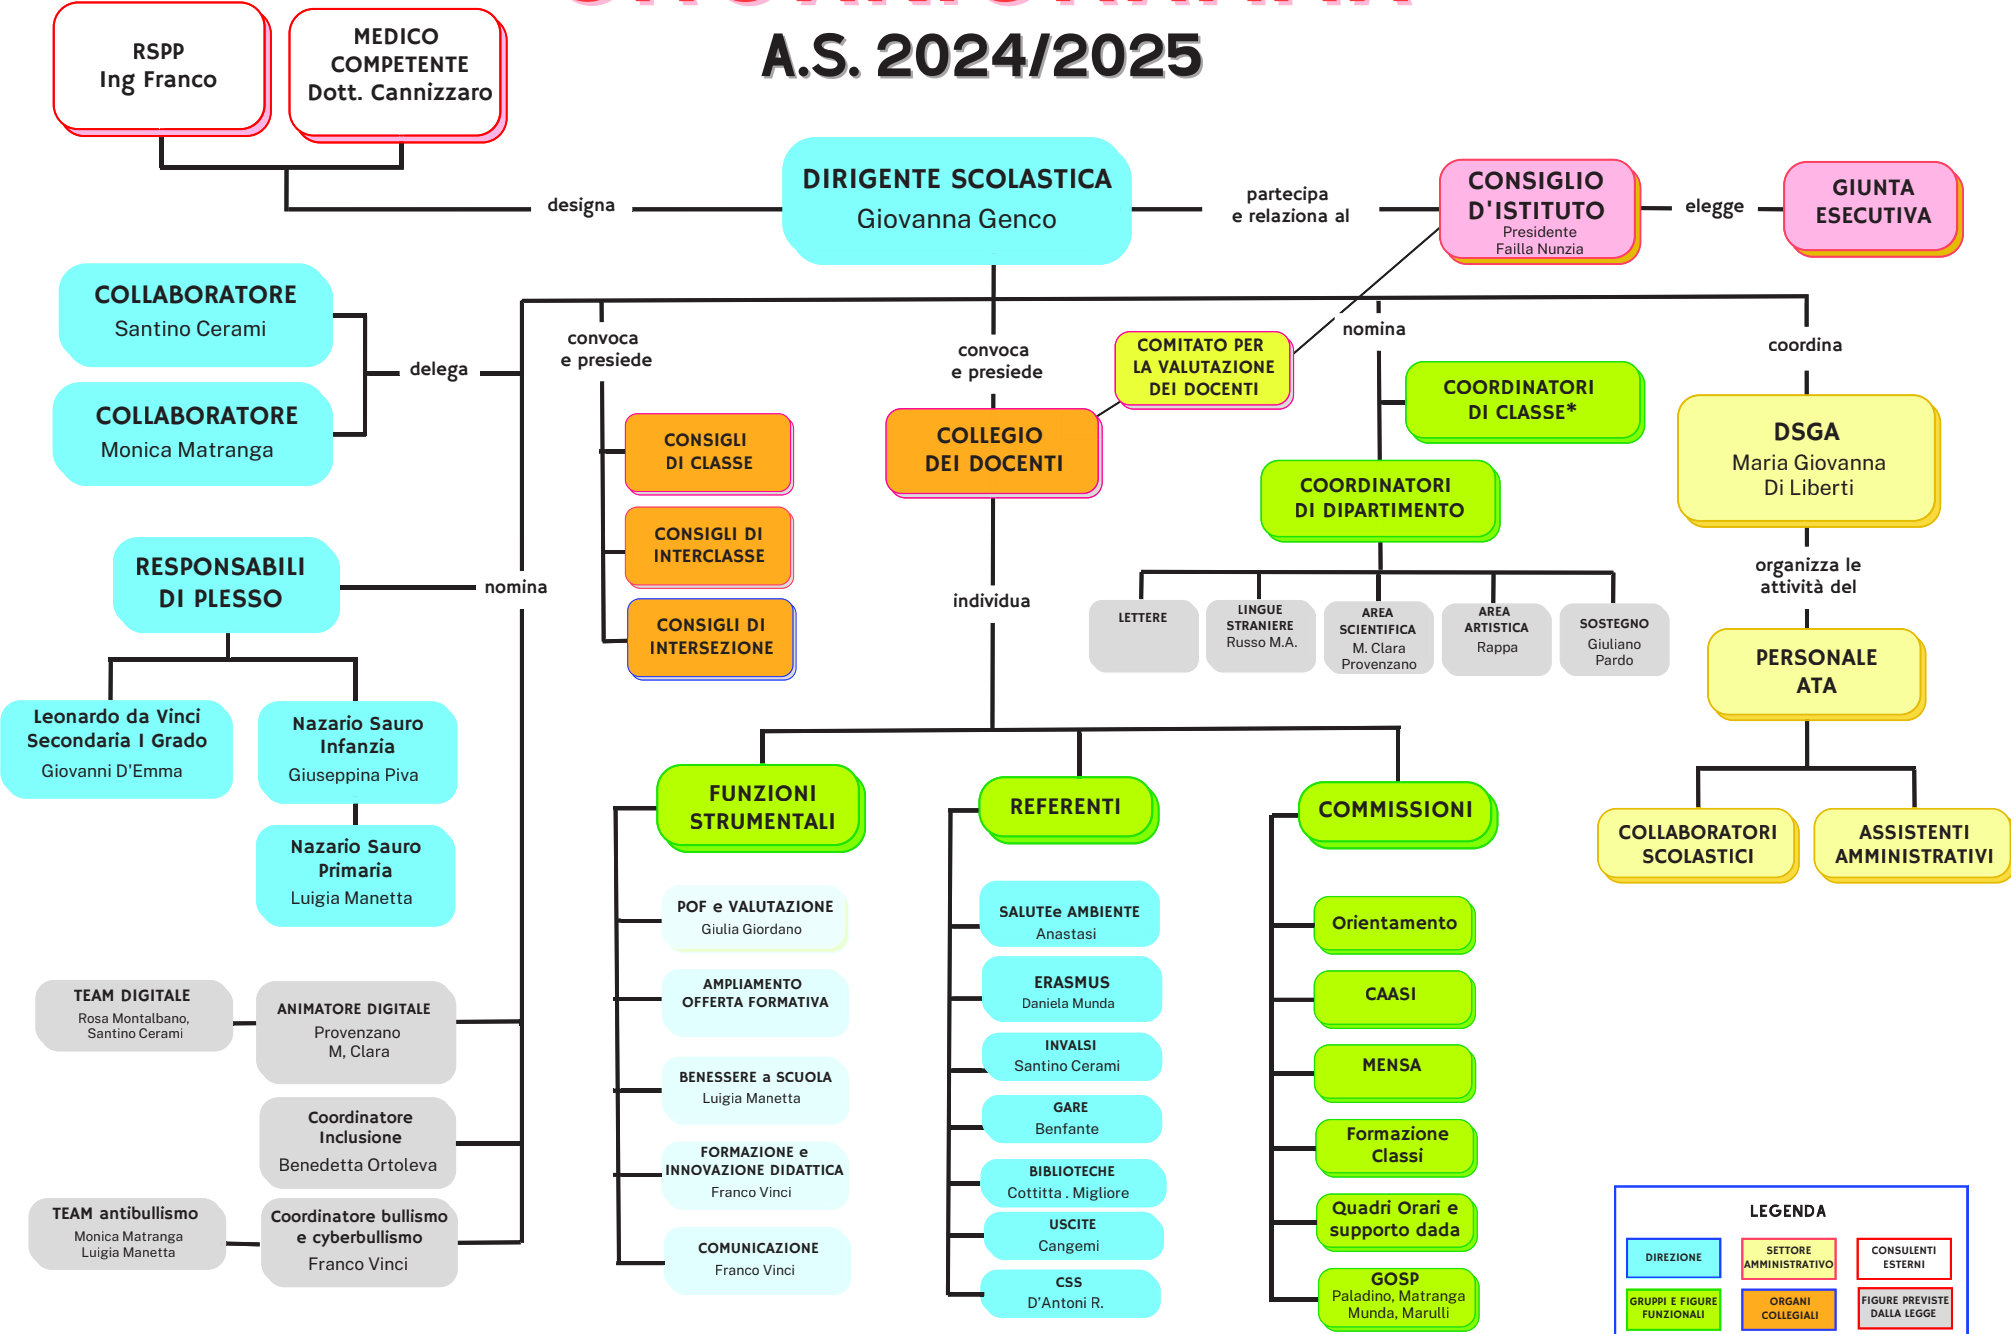 A.S. 2024/2025
RSPP
Ing Franco
MEDICO
COMPETENTE
Dott. Cannizzaro
designa
DIRIGENTE SCOLASTICA
Giovanna Genco
partecipa
e relaziona al
CONSIGLIO
D'ISTITUTO
Presidente
Failla Nunzia
elegge
GIUNTA
ESECUTIVA
COLLABORATORE
Santino Cerami
COLLABORATORE
Monica Matranga
delega
convoca
e presiede
convoca
e presiede
COMITATO PER
LA VALUTAZIONE
DEI DOCENTI
nomina
coordina
COORDINATORI
DI CLASSE*
CONSIGLI
DI CLASSE
CONSIGLI DI
INTERCLASSE
CONSIGLI DI
INTERSEZIONE
COLLEGIO
DEI DOCENTI
COORDINATORI
DI DIPARTIMENTO
DSGA
Maria Giovanna
Di Liberti
RESPONSABILI
DI PLESSO
nomina
individua
LETTERE
LINGUE
STRANIERE
Russo M.A.
AREA
SCIENTIFICA
M. Clara
Provenzano
AREA
ARTISTICA
Rappa
SOSTEGNO
Giuliano
Pardo
organizza le
attività del
PERSONALE
ATA
COLLABORATORI
SCOLASTICI
ASSISTENTI
AMMINISTRATIVI
Leonardo da Vinci
Secondaria I Grado
Giovanni D'Emma
Nazario Sauro
Infanzia
Giuseppina Piva
Nazario Sauro
Primaria
Luigia Manetta
TEAM DIGITALE
Rosa Montalbano,
Santino Cerami
ANIMATORE DIGITALE
Provenzano
M, Clara
Coordinatore
Inclusione
Benedetta Ortoleva
TEAM antibullismo
Monica Matranga
Luigia Manetta
Coordinatore bullismo
e cyberbullismo
Franco Vinci
FUNZIONI
STRUMENTALI
POF e VALUTAZIONE
Giulia Giordano
AMPLIAMENTO
OFFERTA FORMATIVA
BENESSERE a SCUOLA
Luigia Manetta
FORMAZIONE e
INNOVAZIONE DIDATTICA
Franco Vinci
COMUNICAZIONE
Franco Vinci
REFERENTI
SALUTEe AMBIENTE
Anastasi
ERASMUS
Daniela Munda
INVALSI
Santino Cerami
GARE
Benfante
BIBLIOTECHE
Cottitta . Migliore
USCITE
Cangemi
CSS
D'Antoni R.
COMMISSIONI
Orientamento
CAASI
MENSA
Formazione
Classi
Quadri Orari e
supporto dada
GOSP
Paladino, Matranga
Munda, Marulli
LEGENDA
DIREZIONE
SETTORE
AMMINISTRATIVO
CONSULENTI
ESTERNI
GRUPPI E FIGURE
FUNZIONALI
ORGANI
COLLEGIALI
FIGURE PREVISTE
DALLA LEGGE